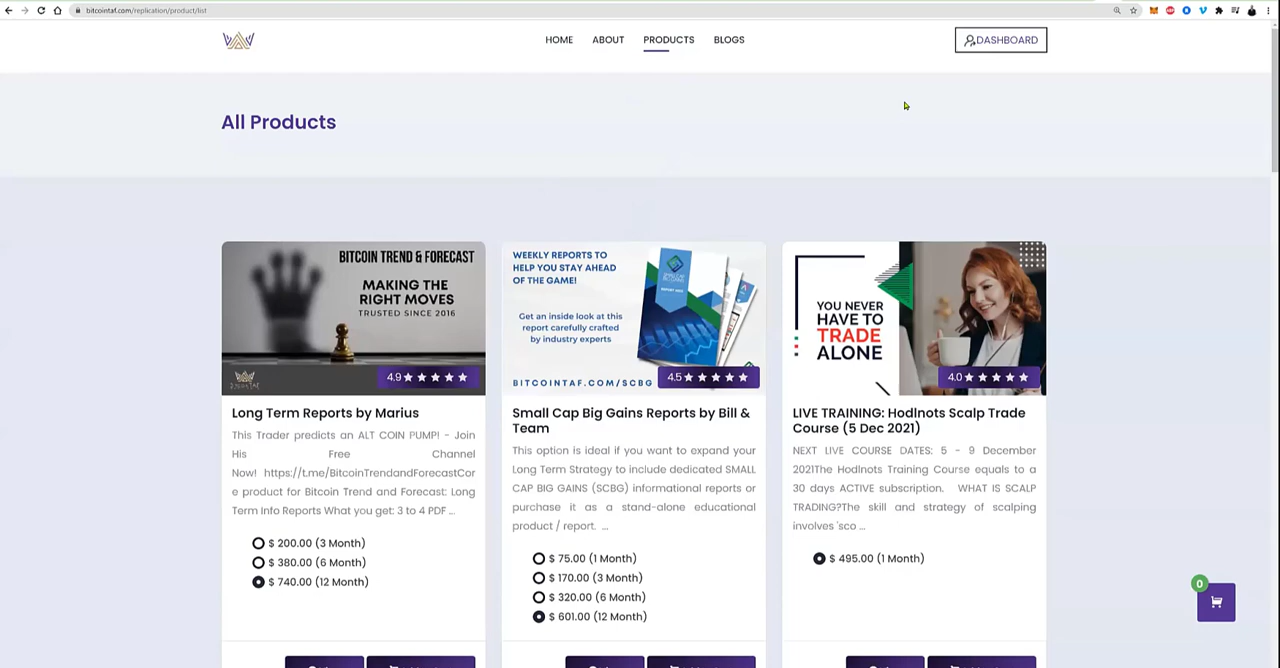 bitcointaf.com/replication/product/list
HOME ABOUT PRODUCTS BLOGS
DASHBOARD
All Products
BITCOIN TREND & FORECAST
MAKING THE
RIGHT MOVES
TRUSTED SINCE 2016
4.9
Long Term Reports by Marius
This Trader predicts an ALT COIN PUMP! - Join
His Free Channel
Now! https://t.me/BitcoinTrendandForecastCor
e product for Bitcoin Trend and Forecast: Long
Term Info Reports What you get: 3 to 4 PDF ...
$ 200.00 (3 Month)
$ 380.00 (6 Month)
$ 740.00 (12 Month)
WEEKLY REPORTS TO
HELP YOU STAY AHEAD
OF THE GAME!
Get an inside look at this
report carefully crafted
by industry experts
BITCOINTAF.COM/SCBG
4.5
Small Cap Big Gains Reports by Bill &
Team
This option is ideal if you want to expand your
Long Term Strategy to include dedicated SMALL
CAP BIG GAINS (SCBG) informational reports or
purchase it as a stand-alone educational
product / report. ...
$ 75.00 (1 Month)
$ 170.00 (3 Month)
$ 320.00 (6 Month)
$ 601.00 (12 Month)
YOU NEVER
HAVE TO
TRADE
ALONE
4.0
LIVE TRAINING: Hodlnots Scalp Trade
Course (5 Dec 2021)
NEXT LIVE COURSE DATES: 5 - 9 December
2021The Hodlnots Training Course equals to a
30 days ACTIVE subscription. WHAT IS SCALP
TRADING?The skill and strategy of scalping
involves 'sco ...
$ 495.00 (1 Month)
0